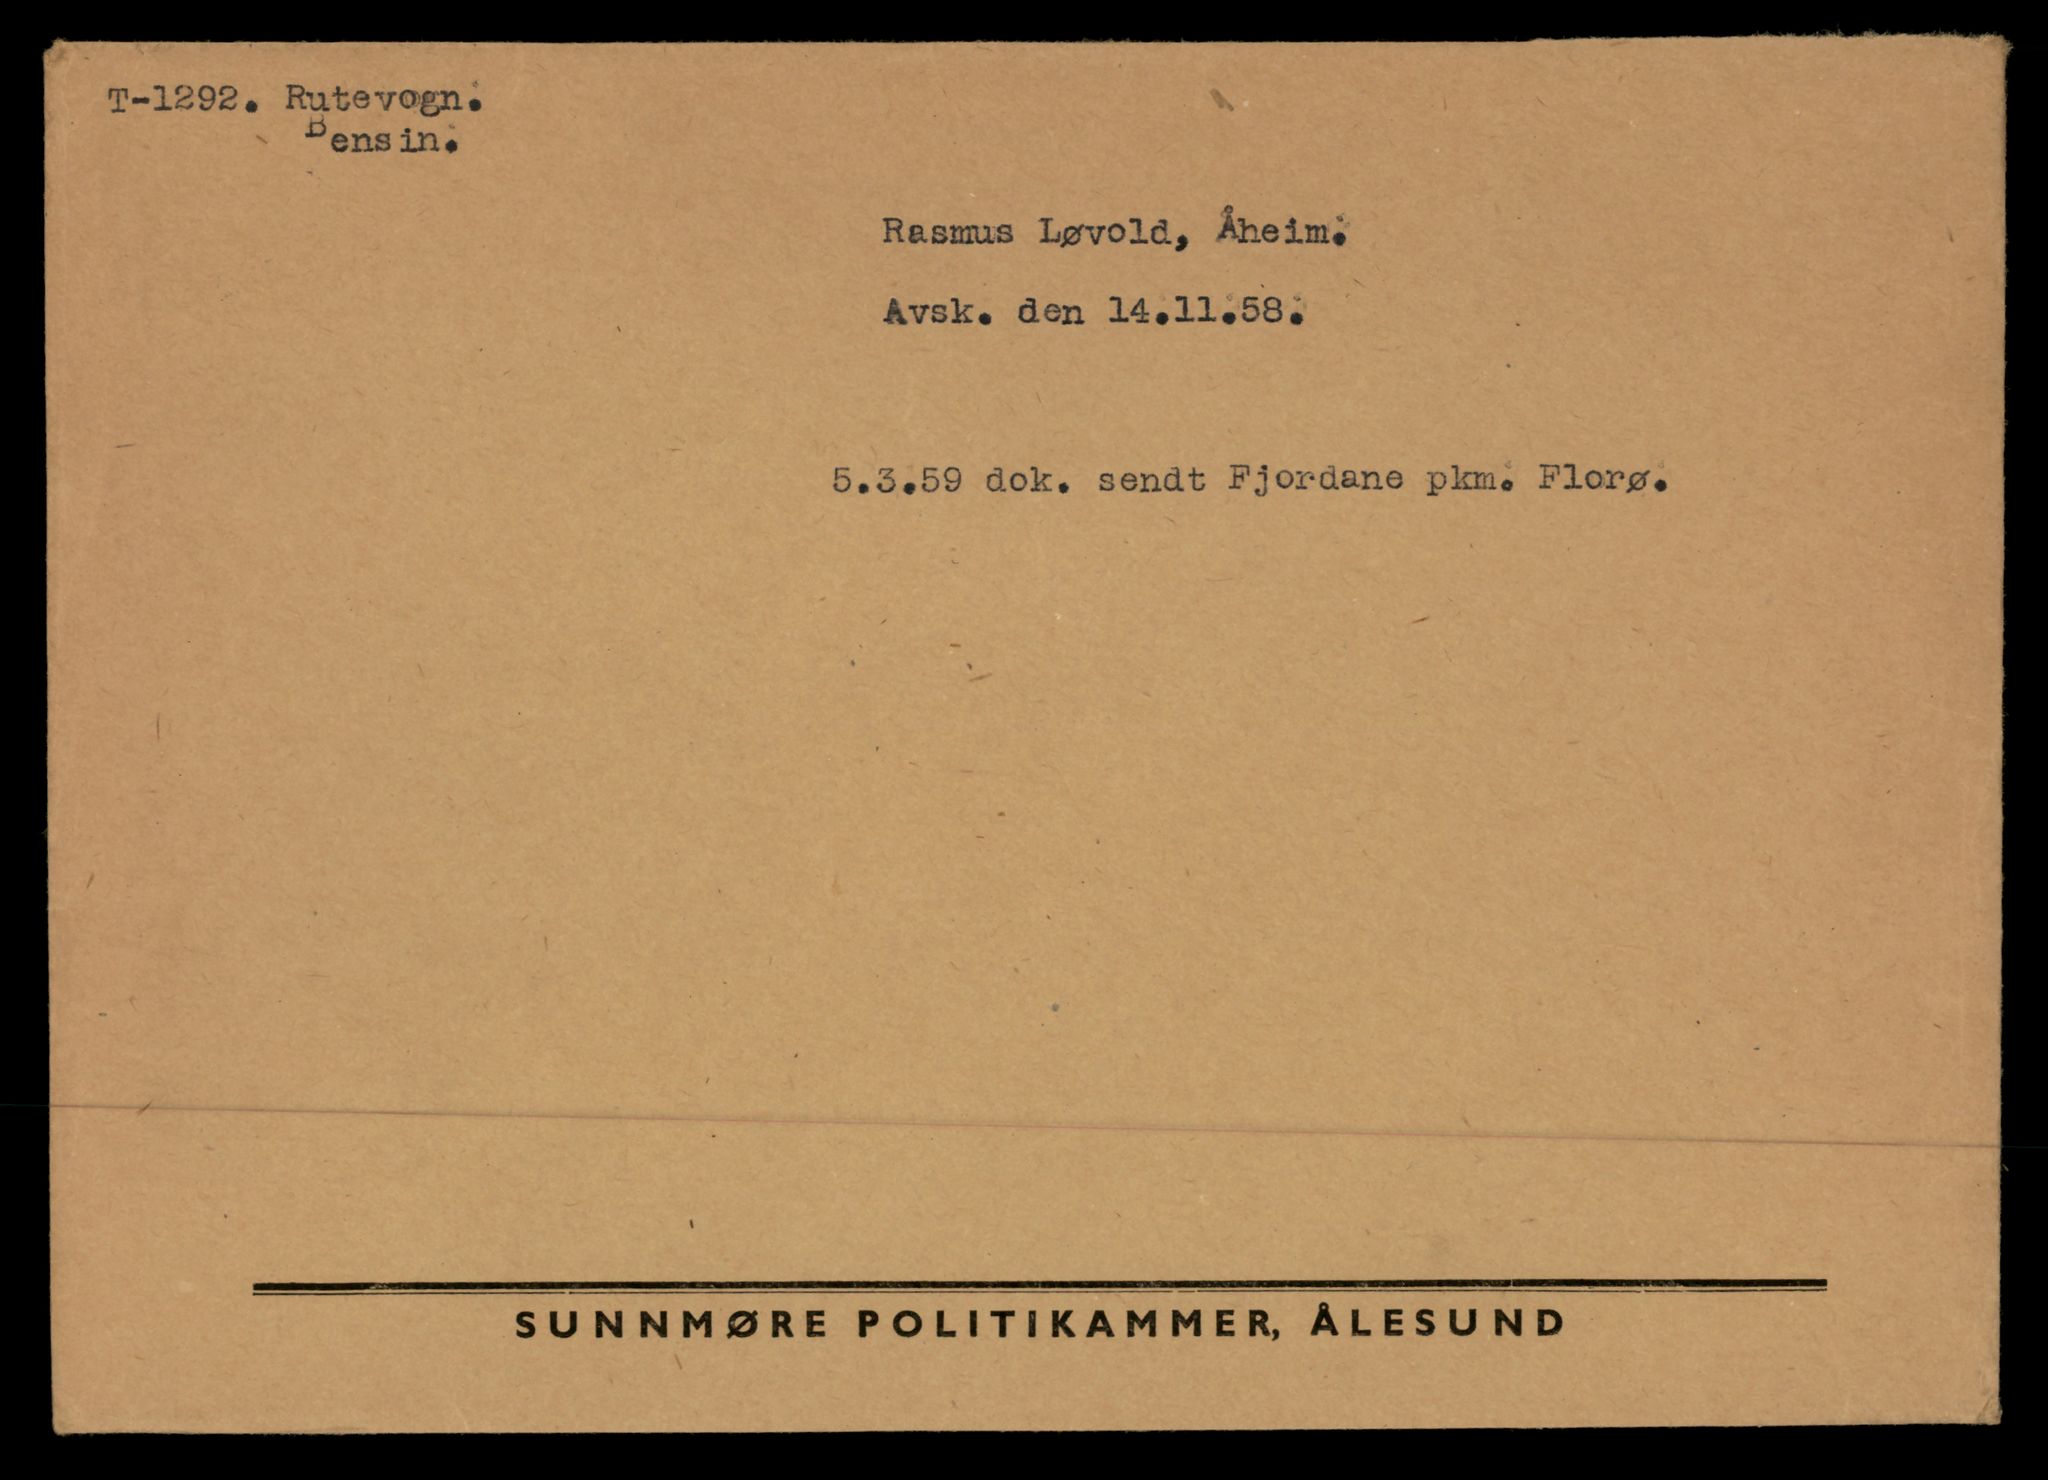 T-1292. Rutevogn.
Bensin.
Rasmus Løvold, Åheim.
Avsk. den 14.11.58.
5.3.59 dok. sendt Fjordane pkm. Florø.
SUNNMØRE POLITIKAMMER, ÅLESUND